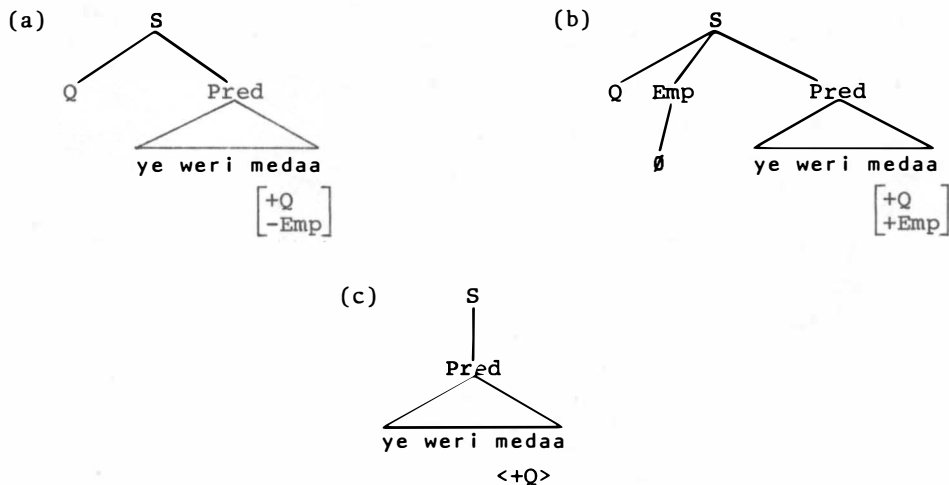 (a) S (b) S
Q Pred Q Emp Pred
ye weri medaa ∅ ye weri medaa
[+Q [+Q
-Emp] +Emp]
(c) S
Pred
ye weri medaa
<+Q>